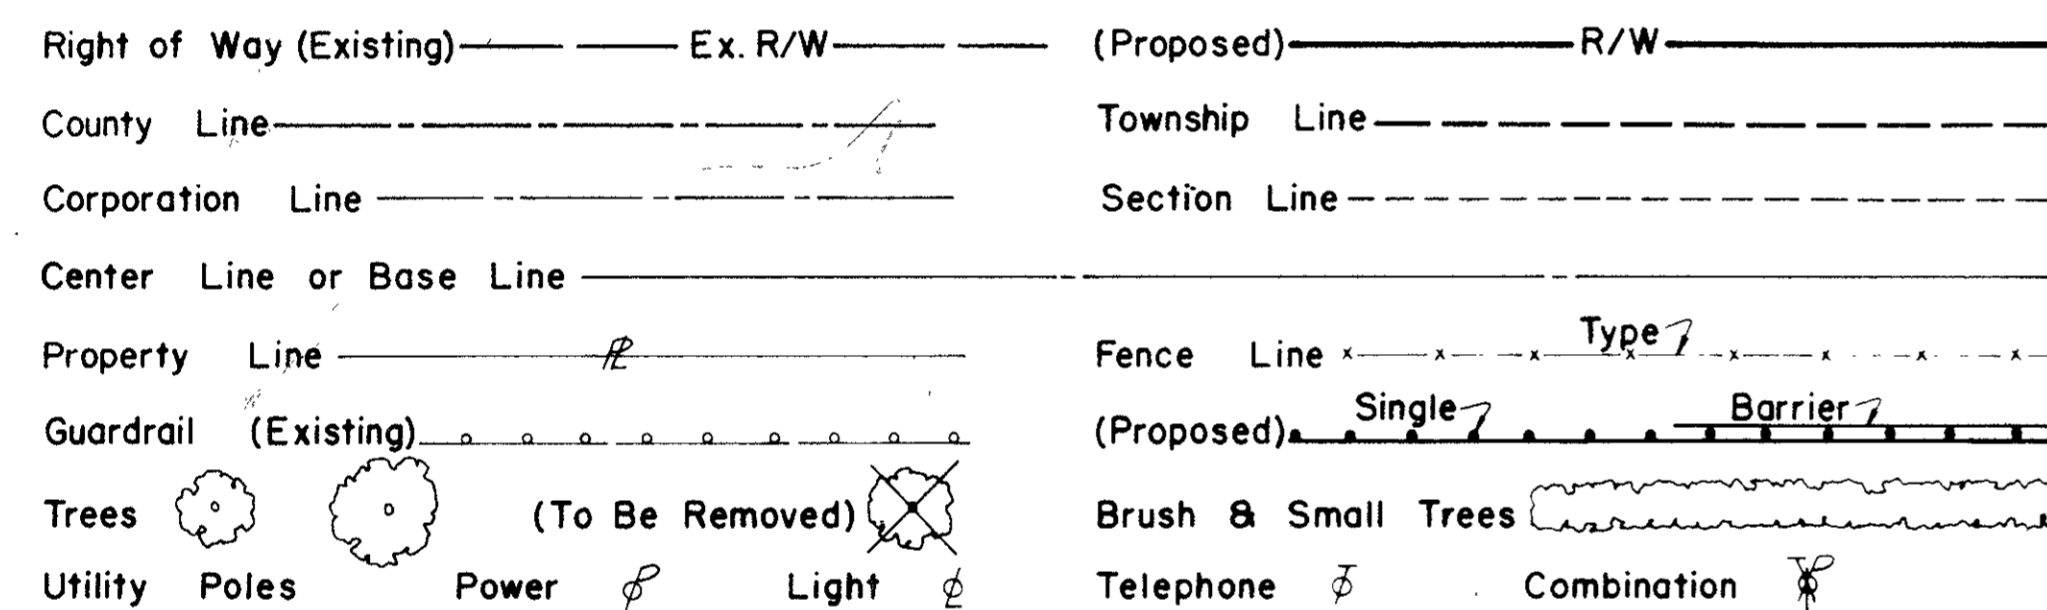 Right of Way (Existing) Ex. R/W (Proposed) R/W
County Line Township Line
Corporation Line Section Line
Center Line or Base Line
Property Line PL Fence Line Type
Guardrail (Existing) (Proposed) Single Barrier
Trees (To Be Removed) Brush & Small Trees
Utility Poles Power Light Telephone Combination